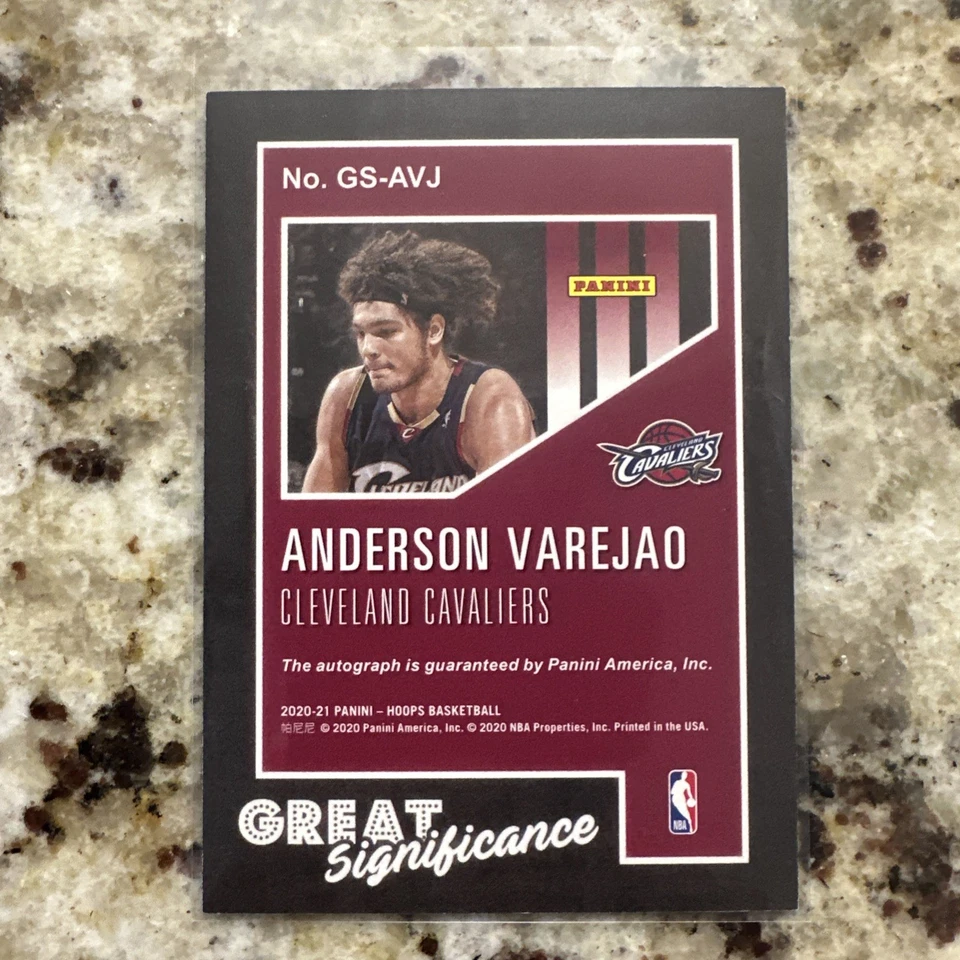 No. GS-AVJ
PANINI
CLEVELAND
CLEVELAND
CAVALIERS
ANDERSON VAREJAO
CLEVELAND CAVALIERS
The autograph is guaranteed by Panini America, Inc.
2020-21 PANINI – HOOPS BASKETBALL
帕尼尼 © 2020 Panini America, Inc. © 2020 NBA Properties, Inc. Printed in the USA.
NBA
GREAT
Significance